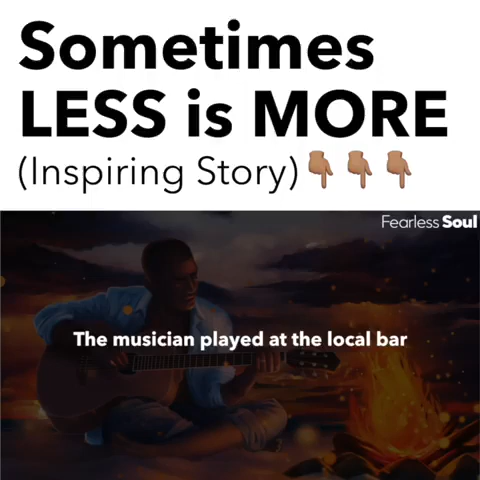 Sometimes
LESS is MORE
(Inspiring Story)👇🏽👇🏽👇🏽
Fearless Soul
The musician played at the local bar